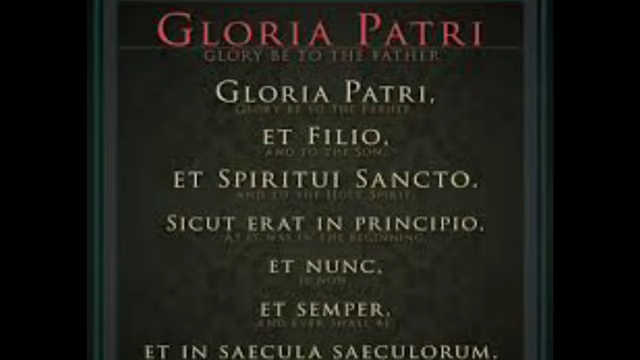 GLORIA PATRI
GLORY BE TO THE FATHER
GLORIA PATRI,
GLORY BE TO THE FATHER
ET FILIO,
AND TO THE SON,
ET SPIRITUI SANCTO.
AND TO THE HOLY SPIRIT.
SICUT ERAT IN PRINCIPIO,
AS IT WAS IN THE BEGINNING,
ET NUNC,
IS NOW
ET SEMPER,
AND EVER SHALL BE
ET IN SAECULA SAECULORUM.